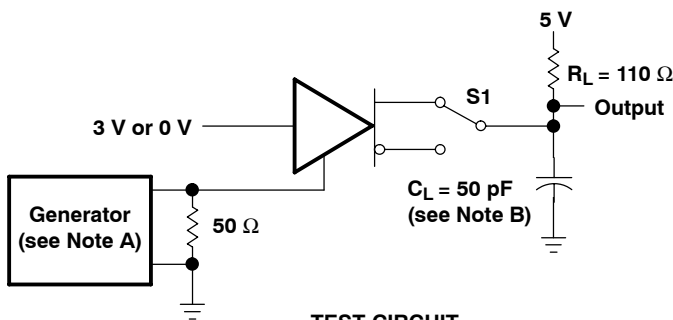 5 V
R_L = 110 Ω
S1
Output
3 V or 0 V
C_L = 50 pF
(see Note B)
Generator
(see Note A)
50 Ω
TEST CIRCUIT